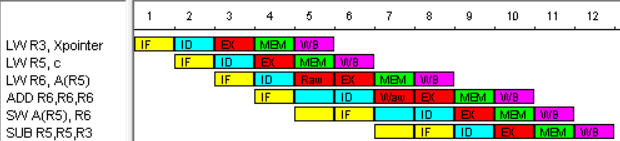 1 2 3 4 5 6 7 8 9 10 11 12
LW R3, Xpointer IF ID EX MEM WB
LW R5, c IF ID EX MEM WB
LW R6, A(R5) IF ID Raw EX MEM WB
ADD R6,R6,R6 IF ID Waw EX MEM WB
SW A(R5), R6 IF ID EX MEM WB
SUB R5,R5,R3 IF ID EX MEM WB